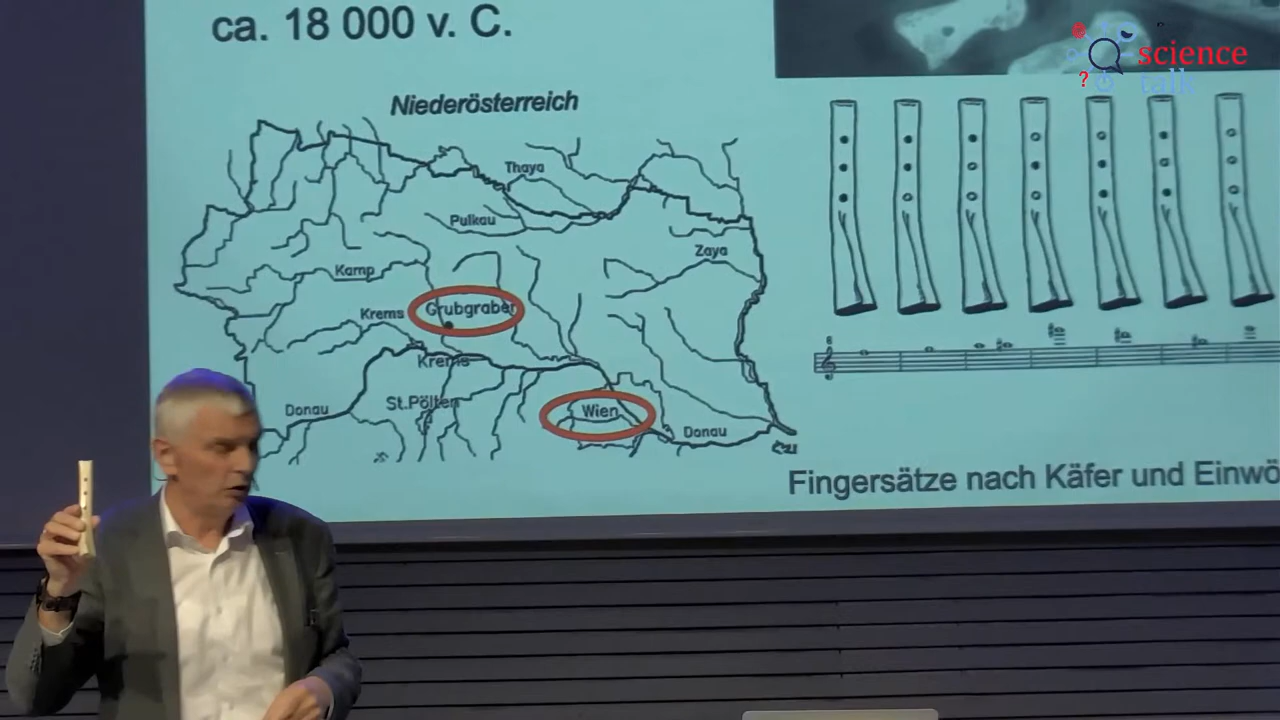 ca. 18 000 v. C.
science
talk
Niederösterreich
Thaya
Pulkau
Zaya
Kamp
Grubgraben
Krems
Krems
St.Pölten
Wien
Donau
Donau
Fingersätze nach Käfer und Einwö